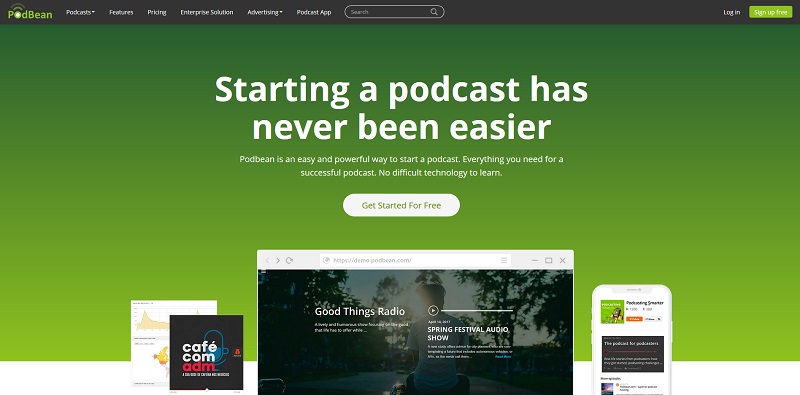 PodBean
Podcasts
Features
Pricing
Enterprise Solution
Advertising
Podcast App
Search
Log in
Sign up free
Starting a podcast has
never been easier
Podbean is an easy and powerful way to start a podcast. Everything you need for a
successful podcast. No difficult technology to learn.
Get Started For Free
https://demo.podbean.com/
Good Things Radio
A lively and humorous show focusing on the good
that life has to offer while ...
April 14, 2017
SPRING FESTIVAL AUDIO
SHOW
Read More
café
com
adm
Podcasting Smarter
The podcast for podcasters